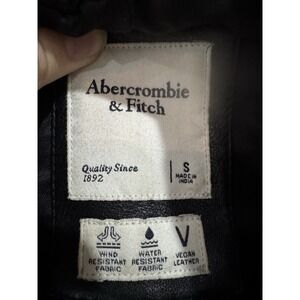 Abercrombie
& Fitch
Quality Since
1892
S
MADE IN
INDIA
WIND
RESISTANT
FABRIC
WATER
RESISTANT
FABRIC
V
VEGAN
LEATHER